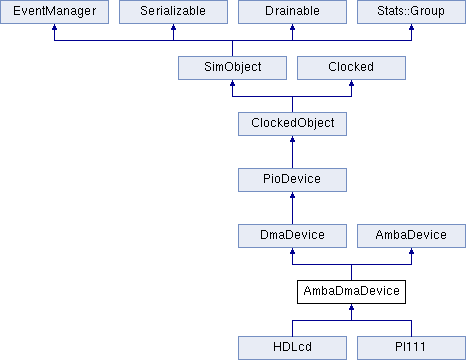 EventManager Serializable Drainable Stats::Group
SimObject Clocked
ClockedObject
PioDevice
DmaDevice AmbaDevice
AmbaDmaDevice
HDLcd Pl111